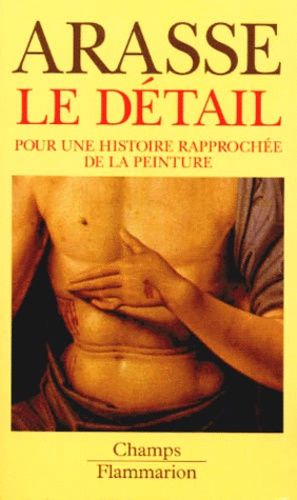 ARASSE
LE DÉTAIL
POUR UNE HISTOIRE RAPPROCHÉE
DE LA PEINTURE
Champs
Flammarion